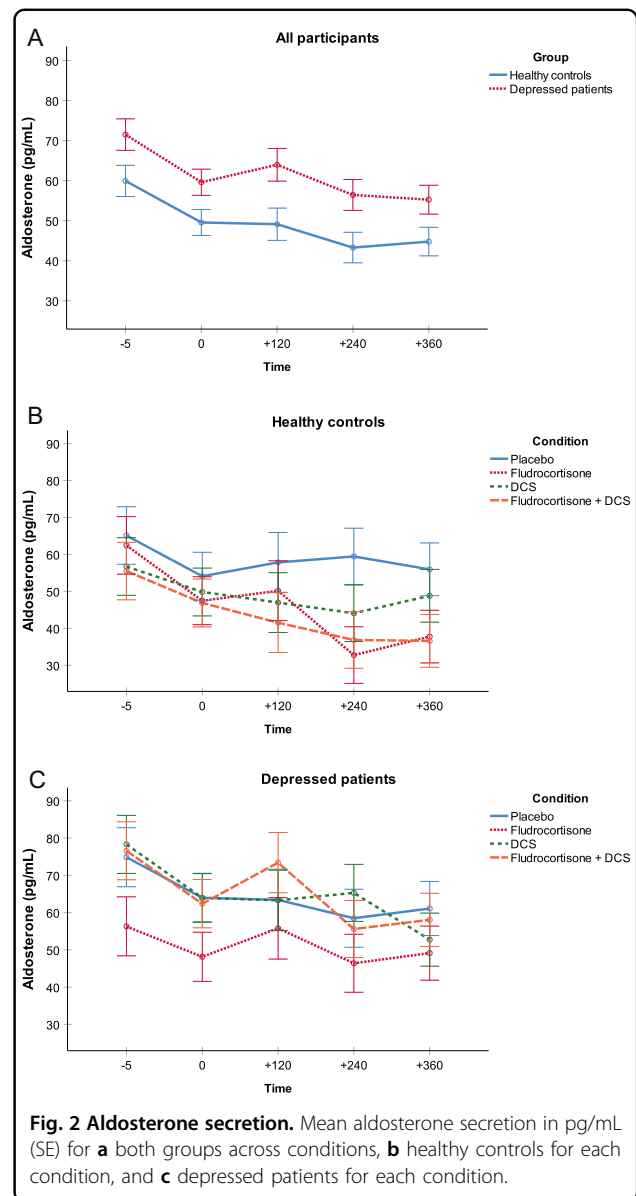 A
All participants
Group
Healthy controls
Depressed patients
Aldosterone (pg/mL)
90
80
70
60
50
40
30
-5 0 +120 +240 +360
Time
B
Healthy controls
Condition
Placebo
Fludrocortisone
DCS
Fludrocortisone + DCS
Aldosterone (pg/mL)
90
80
70
60
50
40
30
-5 0 +120 +240 +360
Time
C
Depressed patients
Condition
Placebo
Fludrocortisone
DCS
Fludrocortisone + DCS
Aldosterone (pg/mL)
90
80
70
60
50
40
30
-5 0 +120 +240 +360
Time
Fig. 2 Aldosterone secretion. Mean aldosterone secretion in pg/mL
(SE) for a both groups across conditions, b healthy controls for each
condition, and c depressed patients for each condition.